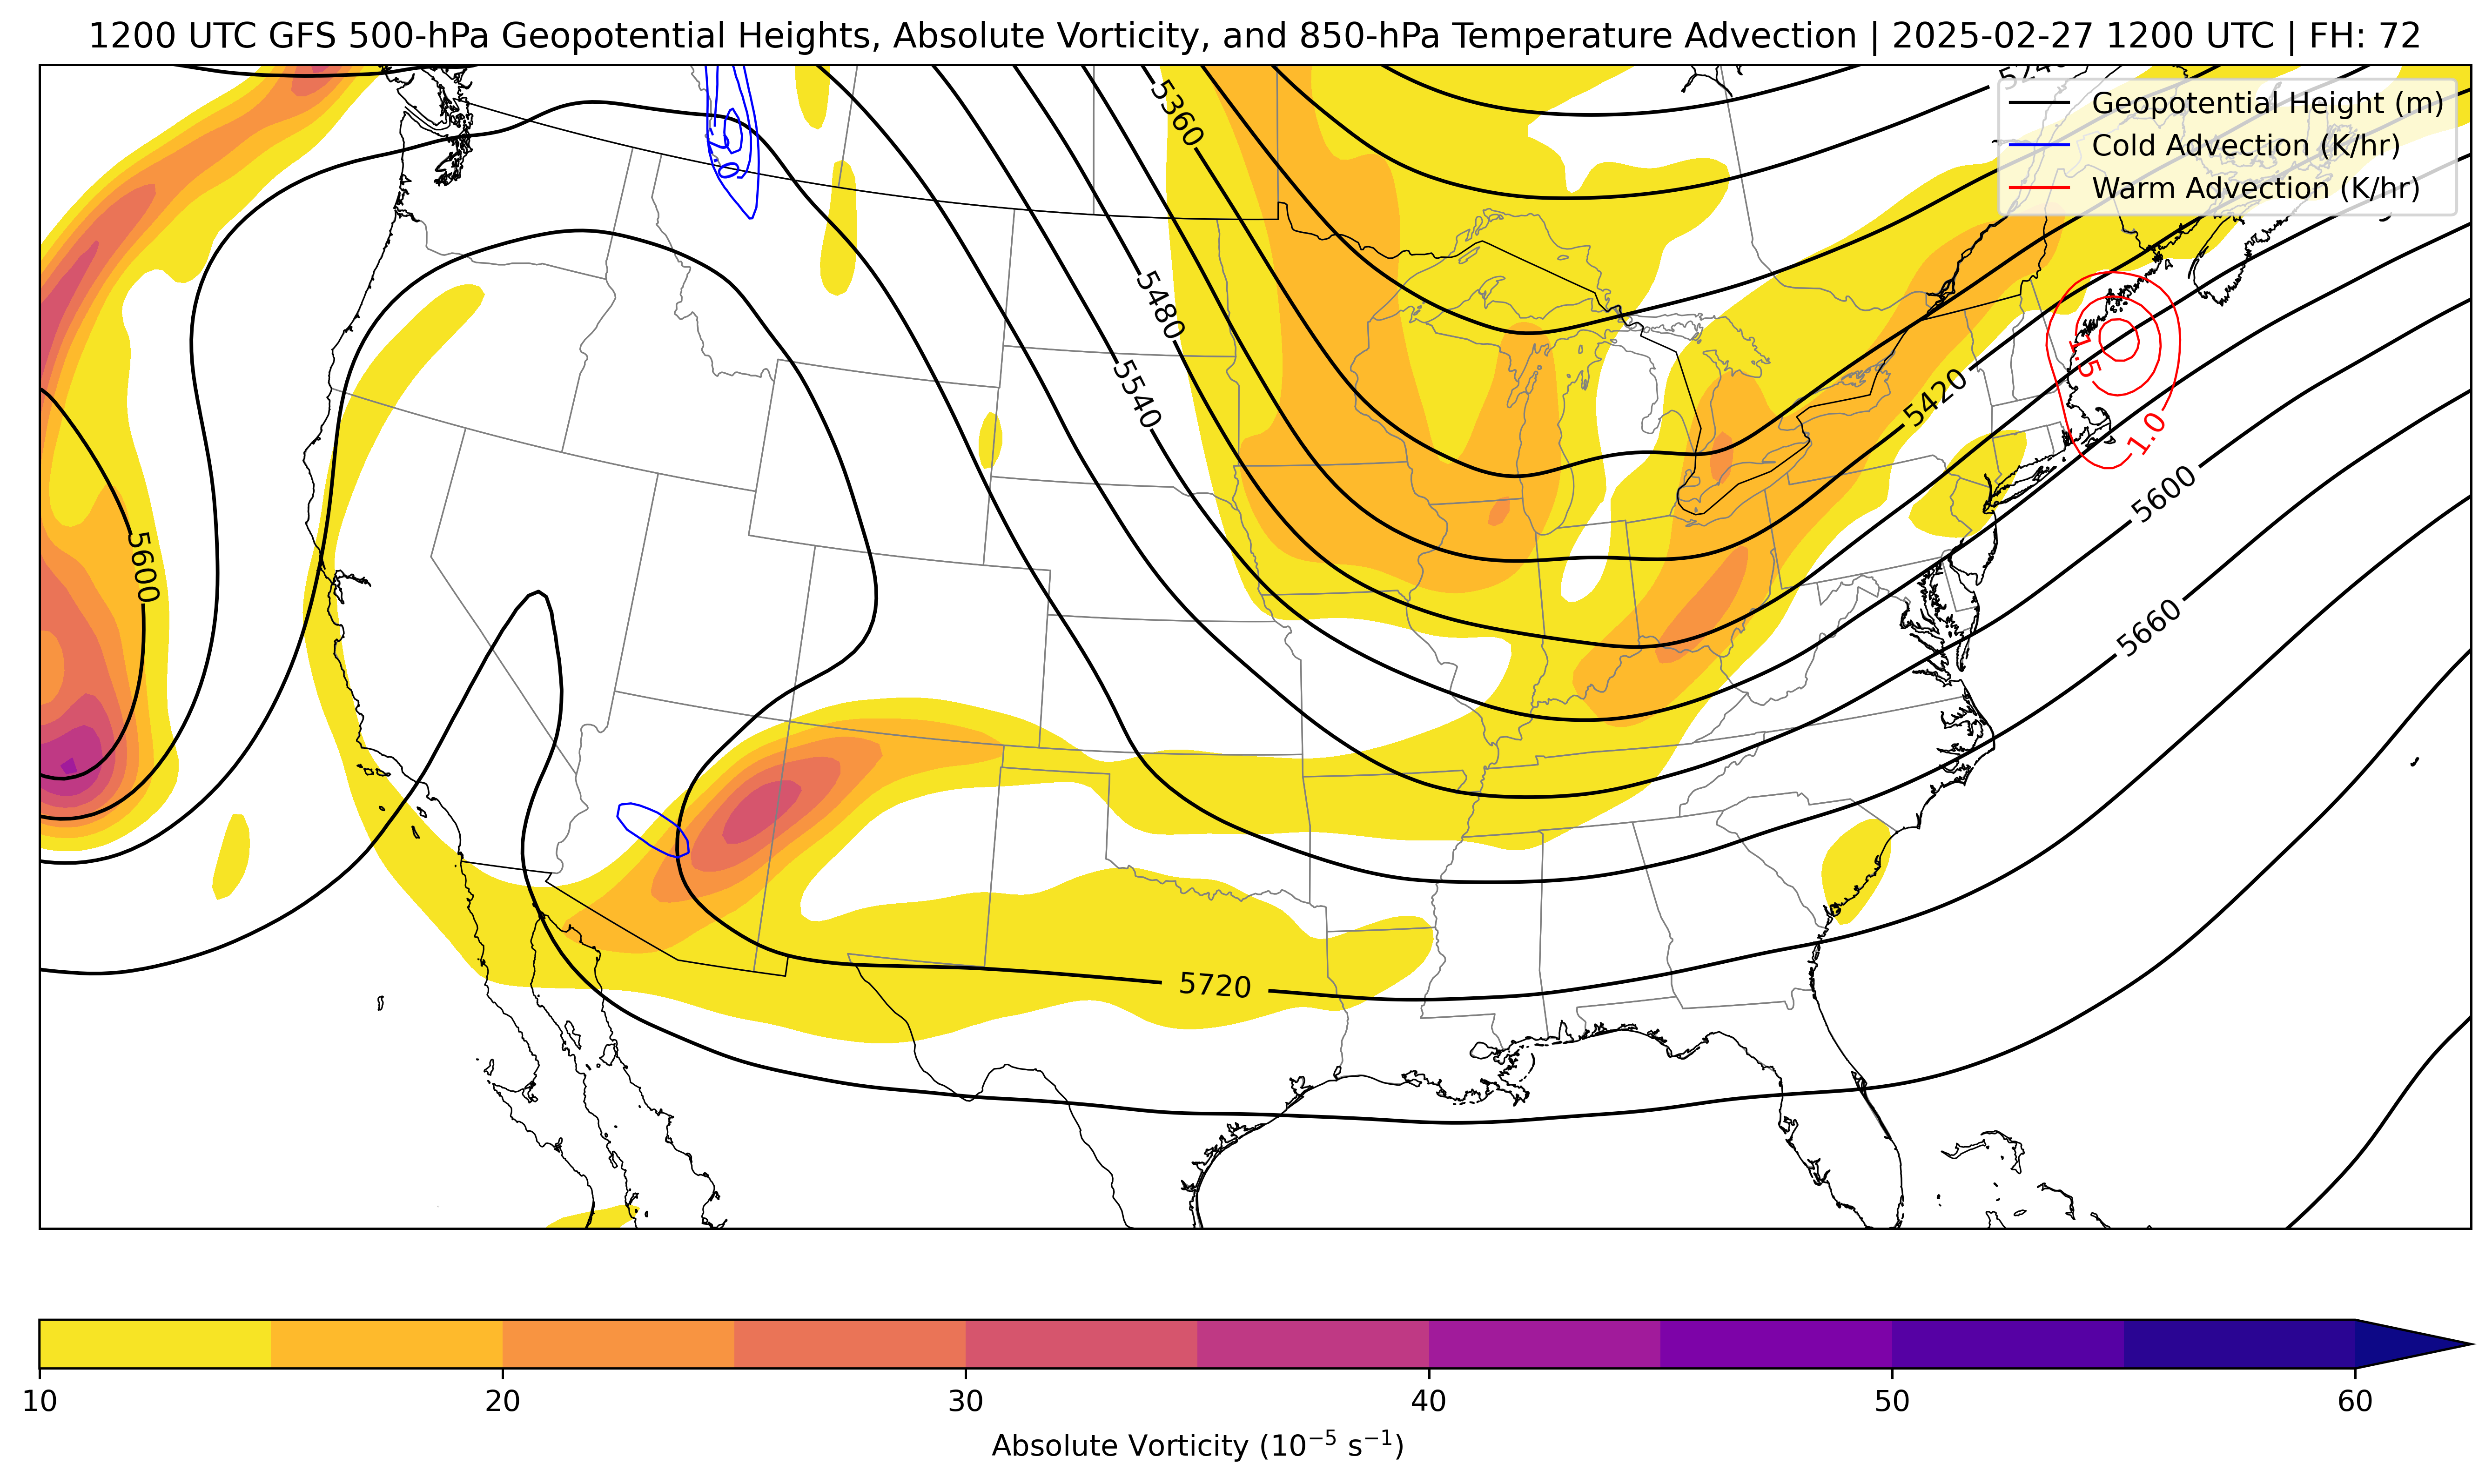 1200 UTC GFS 500-hPa Geopotential Heights, Absolute Vorticity, and 850-hPa Temperature Advection | 2025-02-27 1200 UTC | FH: 72
Geopotential Height (m)
Cold Advection (K/hr)
Warm Advection (K/hr)
5360
5480
5540
5420
1.5
1.0
5600
5600
5660
5720
10 20 30 40 50 60
Absolute Vorticity (10⁻⁵ s⁻¹)